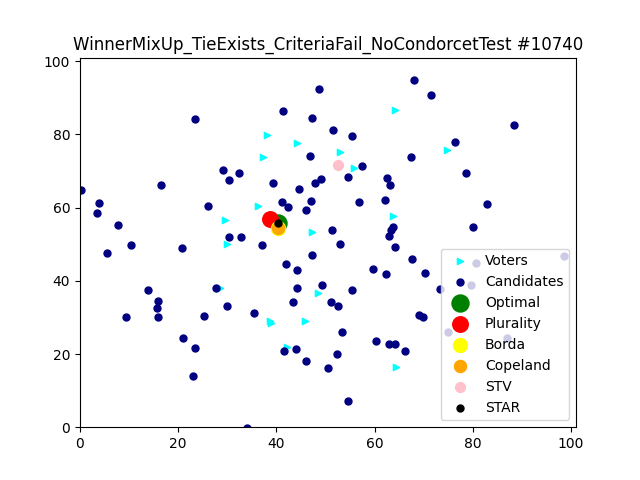 WinnerMixUp_TieExists_CriteriaFail_NoCondorcetTest #10740
100
80
60
40
20
0
0 20 40 60 80 100
Voters
Candidates
Optimal
Plurality
Borda
Copeland
STV
STAR